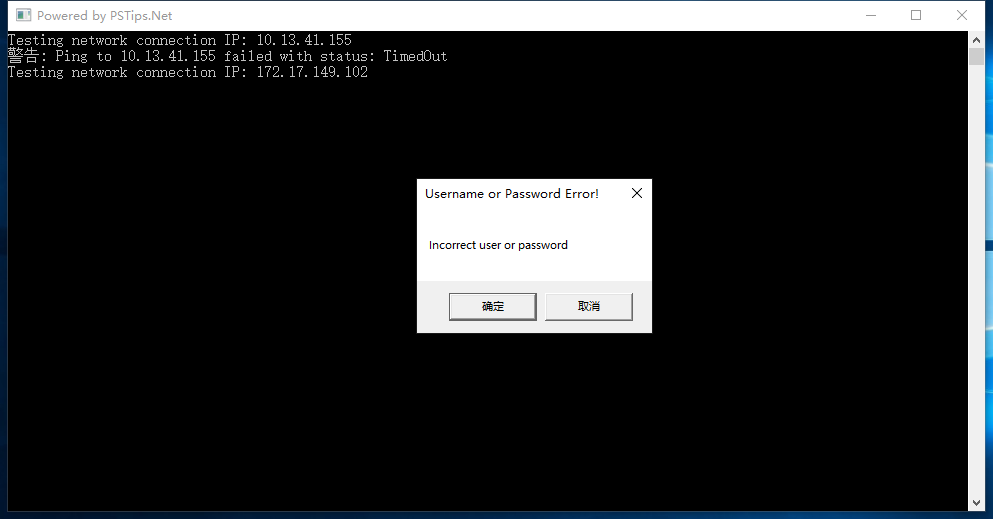 Powered by PSTips.Net
Testing network connection IP: 10.13.41.155
警告: Ping to 10.13.41.155 failed with status: TimedOut
Testing network connection IP: 172.17.149.102
Username or Password Error!
Incorrect user or password
确定
取消